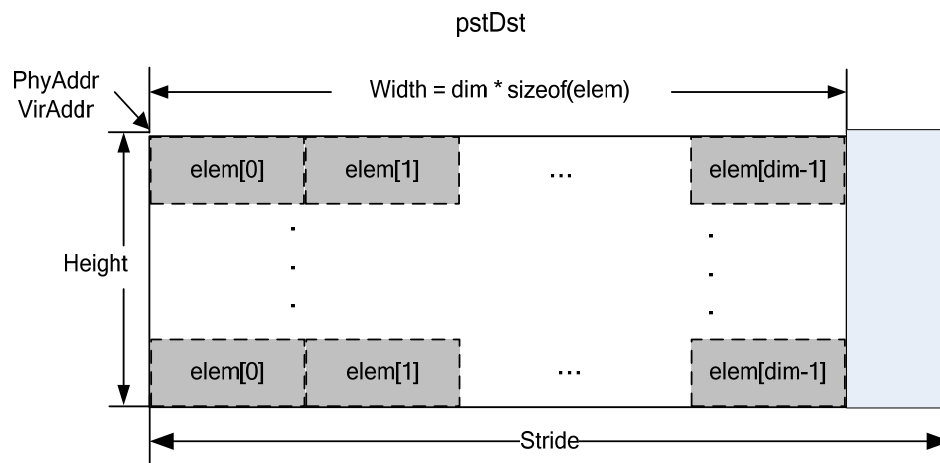 pstDst
PhyAddr
VirAddr
Width = dim * sizeof(elem)
elem[0] elem[1] ... elem[dim-1]
Height
elem[0] elem[1] ... elem[dim-1]
Stride